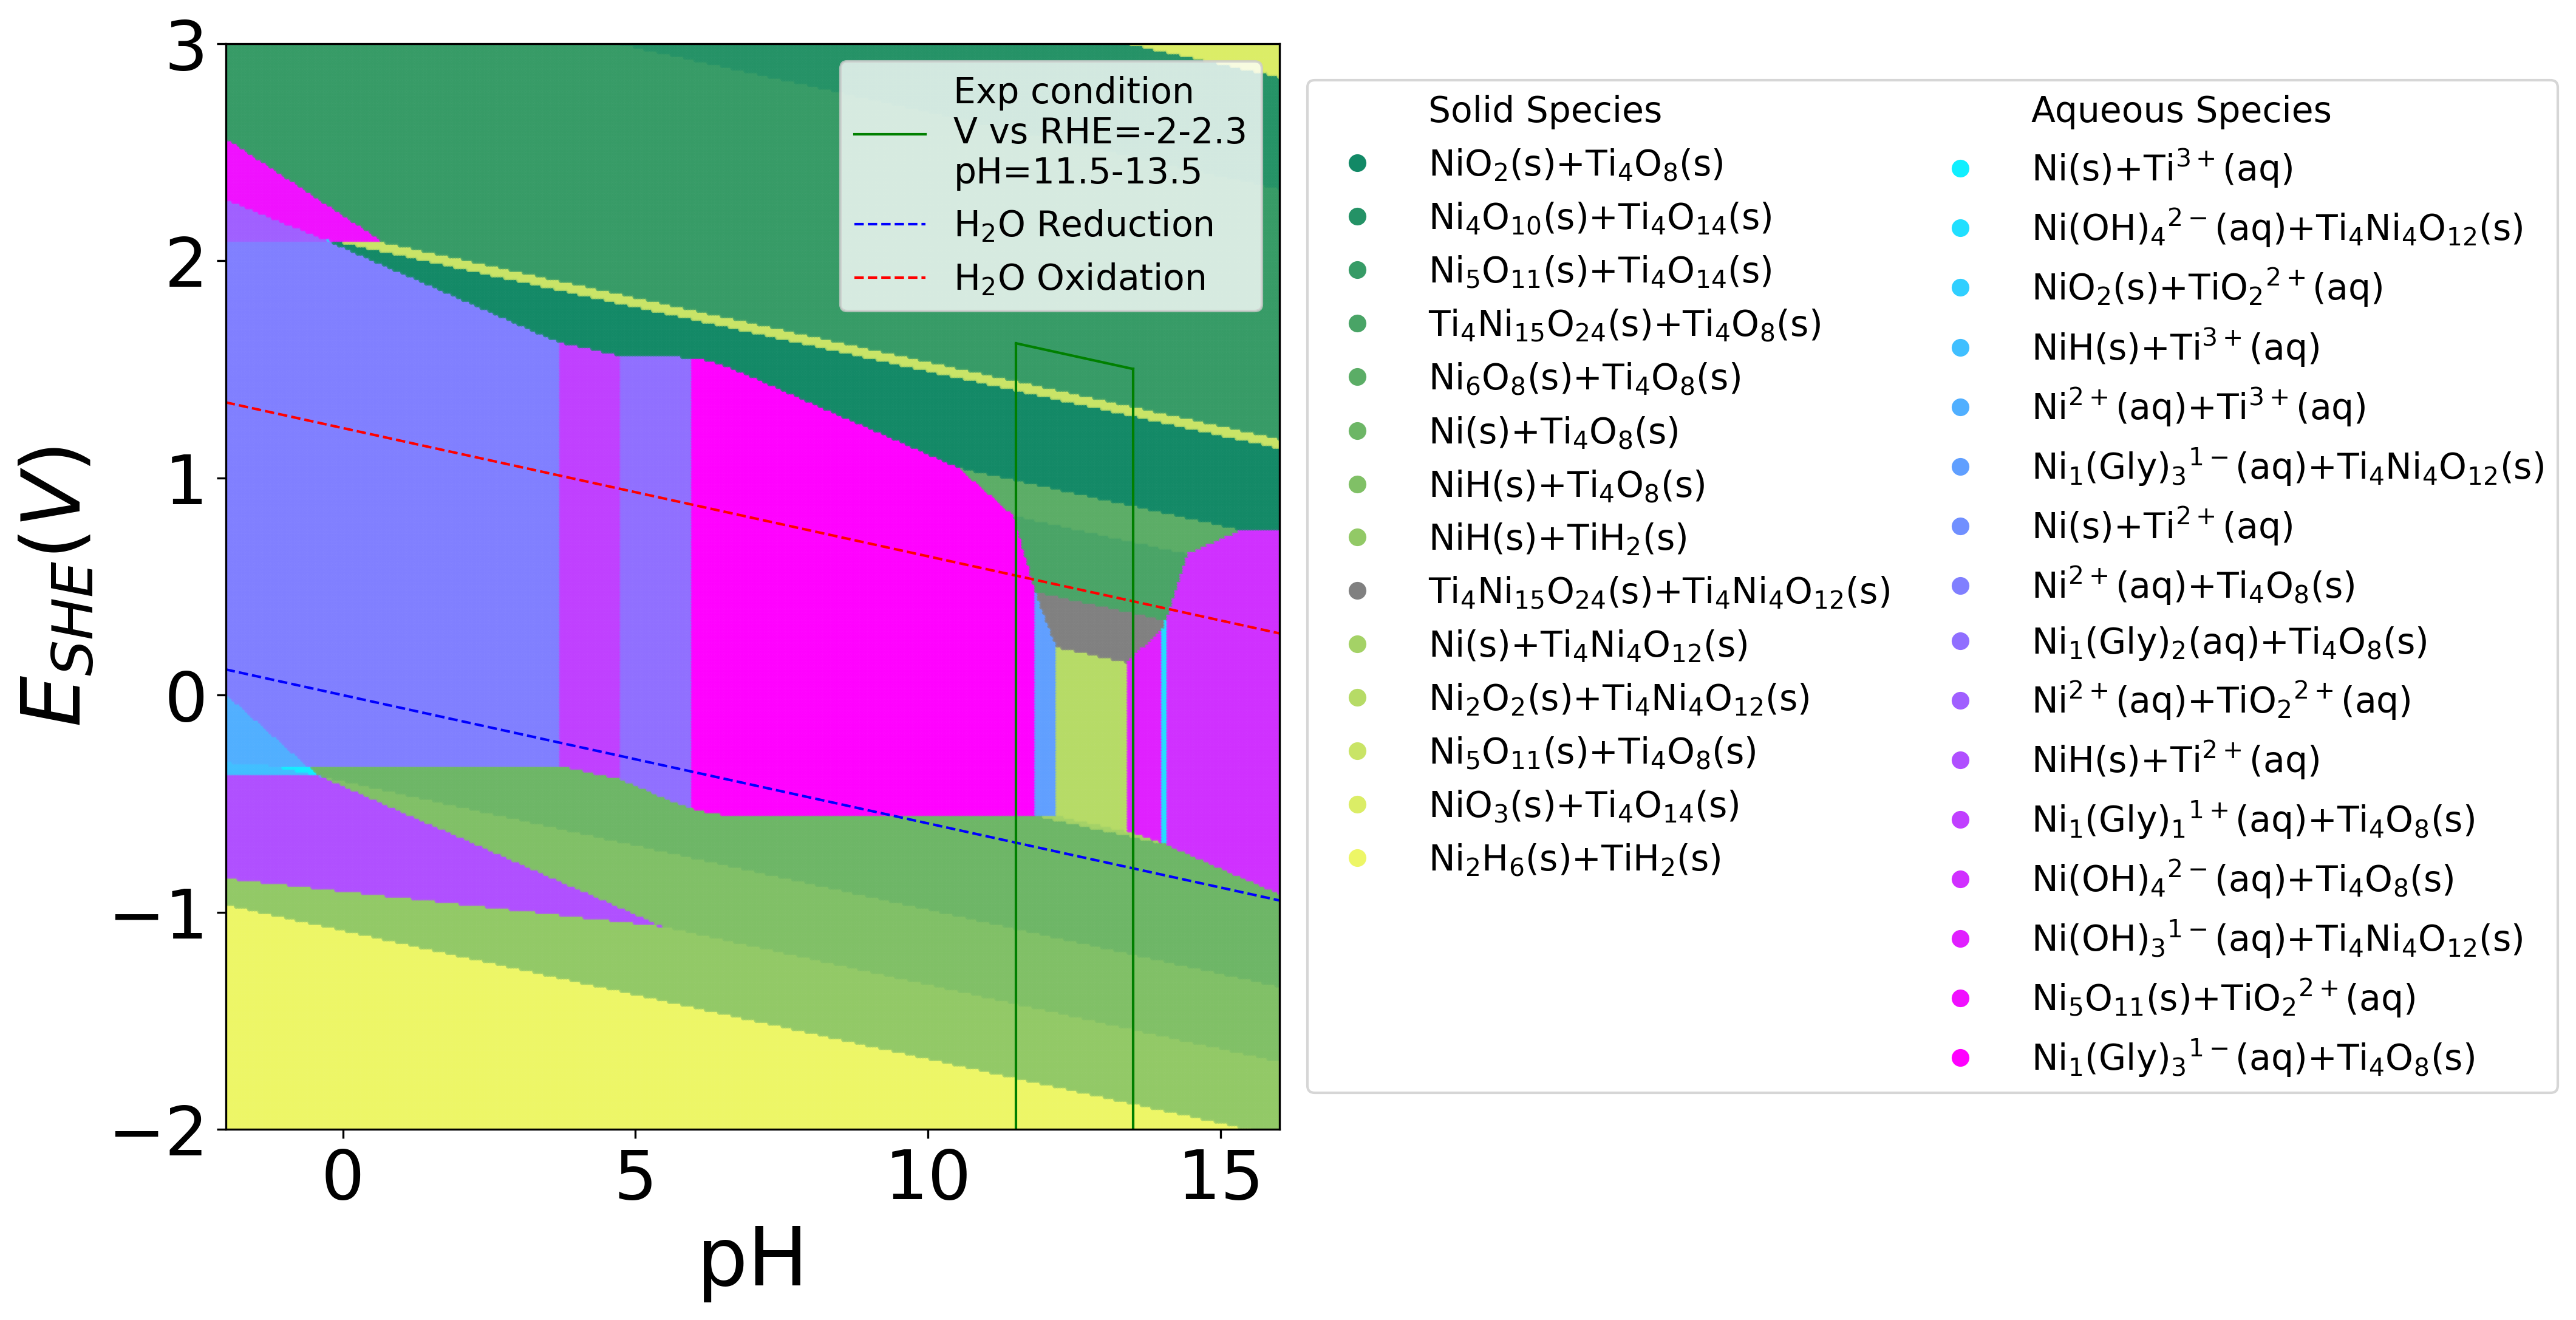 3
2
1
0
−1
−2
E_SHE(V)
0
5
10
15
pH
Exp condition
V vs RHE=-2-2.3
pH=11.5-13.5
H₂O Reduction
H₂O Oxidation
Solid Species
NiO₂(s)+Ti₄O₈(s)
Ni₄O₁₀(s)+Ti₄O₁₄(s)
Ni₅O₁₁(s)+Ti₄O₁₄(s)
Ti₄Ni₁₅O₂₄(s)+Ti₄O₈(s)
Ni₆O₈(s)+Ti₄O₈(s)
Ni(s)+Ti₄O₈(s)
NiH(s)+Ti₄O₈(s)
NiH(s)+TiH₂(s)
Ti₄Ni₁₅O₂₄(s)+Ti₄Ni₄O₁₂(s)
Ni(s)+Ti₄Ni₄O₁₂(s)
Ni₂O₂(s)+Ti₄Ni₄O₁₂(s)
Ni₅O₁₁(s)+Ti₄O₈(s)
NiO₃(s)+Ti₄O₁₄(s)
Ni₂H₆(s)+TiH₂(s)
Aqueous Species
Ni(s)+Ti³⁺(aq)
Ni(OH)₄²⁻(aq)+Ti₄Ni₄O₁₂(s)
NiO₂(s)+TiO₂²⁺(aq)
NiH(s)+Ti³⁺(aq)
Ni²⁺(aq)+Ti³⁺(aq)
Ni₁(Gly)₃¹⁻(aq)+Ti₄Ni₄O₁₂(s)
Ni(s)+Ti²⁺(aq)
Ni²⁺(aq)+Ti₄O₈(s)
Ni₁(Gly)₂(aq)+Ti₄O₈(s)
Ni²⁺(aq)+TiO₂²⁺(aq)
NiH(s)+Ti²⁺(aq)
Ni₁(Gly)₁¹⁺(aq)+Ti₄O₈(s)
Ni(OH)₄²⁻(aq)+Ti₄O₈(s)
Ni(OH)₃¹⁻(aq)+Ti₄Ni₄O₁₂(s)
Ni₅O₁₁(s)+TiO₂²⁺(aq)
Ni₁(Gly)₃¹⁻(aq)+Ti₄O₈(s)